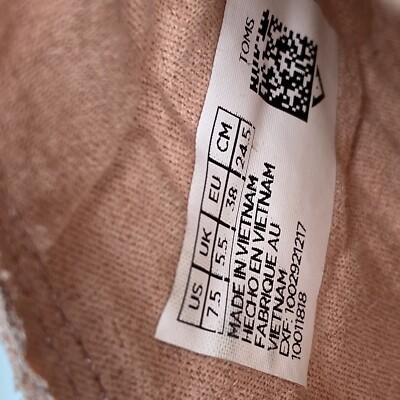 TOMS
US UK EU CM
7.5 5.5 38 24.5
MADE IN VIETNAM
HECHO EN VIETNAM
FABRIQUE AU
VIETNAM
EXF: 1002921217
10011818